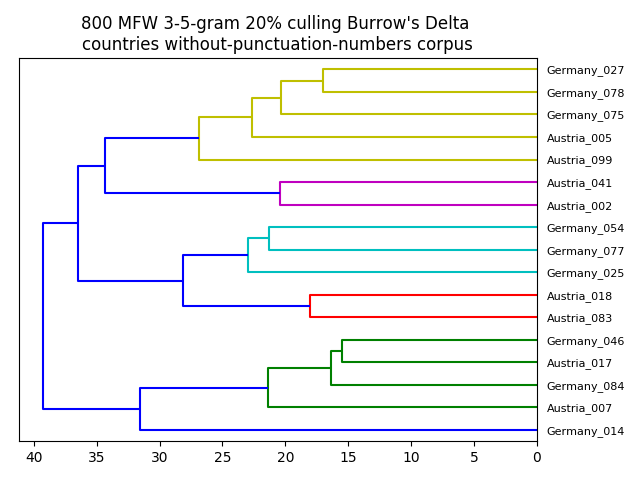 800 MFW 3-5-gram 20% culling Burrow's Delta
countries without-punctuation-numbers corpus
Germany_027
Germany_078
Germany_075
Austria_005
Austria_099
Austria_041
Austria_002
Germany_054
Germany_077
Germany_025
Austria_018
Austria_083
Germany_046
Austria_017
Germany_084
Austria_007
Germany_014
40 35 30 25 20 15 10 5 0